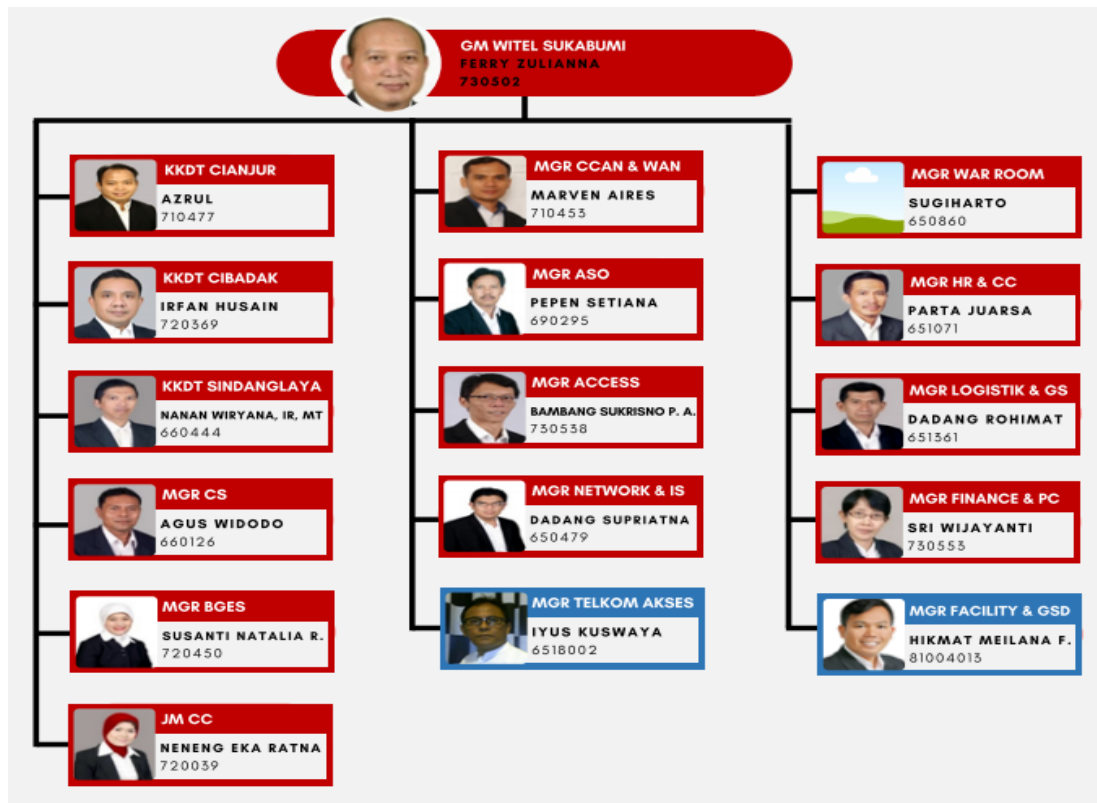 GM WITEL SUKABUMI
FERRY ZULIANNA
730502
KKDT CIANJUR
AZRUL
710477
KKDT CIBADAK
IRFAN HUSAIN
720369
KKDT SINDANGLAYA
NANAN WIRYANA, IR, MT
660444
MGR CS
AGUS WIDODO
660126
MGR BGES
SUSANTI NATALIA R.
720450
JM CC
NENENG EKA RATNA
720039
MGR CCAN & WAN
MARVEN AIRES
710453
MGR ASO
PEPEN SETIANA
690295
MGR ACCESS
BAMBANG SUKRISNO P. A.
730538
MGR NETWORK & IS
DADANG SUPRIATNA
650479
MGR TELKOM AKSES
IYUS KUSWAYA
6518002
MGR WAR ROOM
SUGIHARTO
650860
MGR HR & CC
PARTA JUARSA
651071
MGR LOGISTIK & GS
DADANG ROHIMAT
651361
MGR FINANCE & PC
SRI WIJAYANTI
730553
MGR FACILITY & GSD
HIKMAT MEILANA F.
81004013